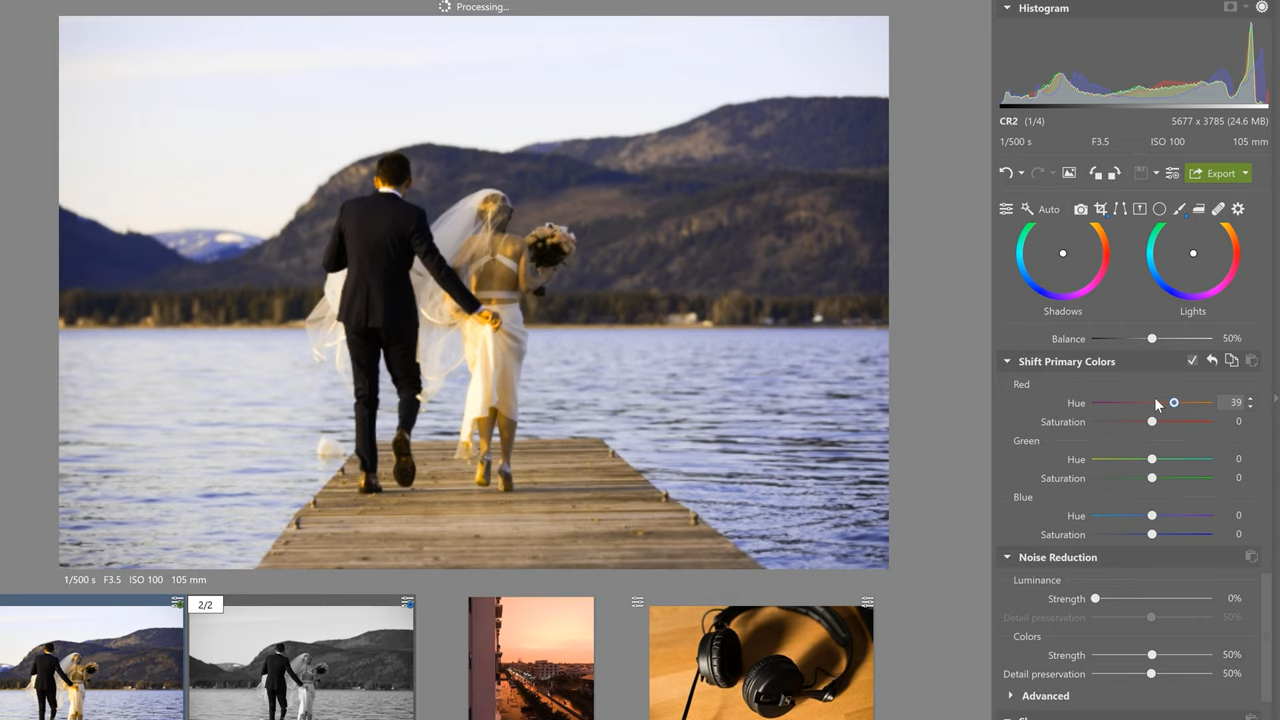 Processing...
Histogram
CR2 (1/4) 5677 x 3785 (24.6 MB)
1/500 s F3.5 ISO 100 105 mm
Export
Auto
Shadows Lights
Balance 50%
Shift Primary Colors
Red
Hue 39
Saturation 0
Green
Hue 0
Saturation 0
Blue
Hue 0
Saturation 0
Noise Reduction
Luminance
Strength 0%
Detail preservation 50%
Colors
Strength 50%
Detail preservation 50%
Advanced
1/500 s F3.5 ISO 100 105 mm
2/2